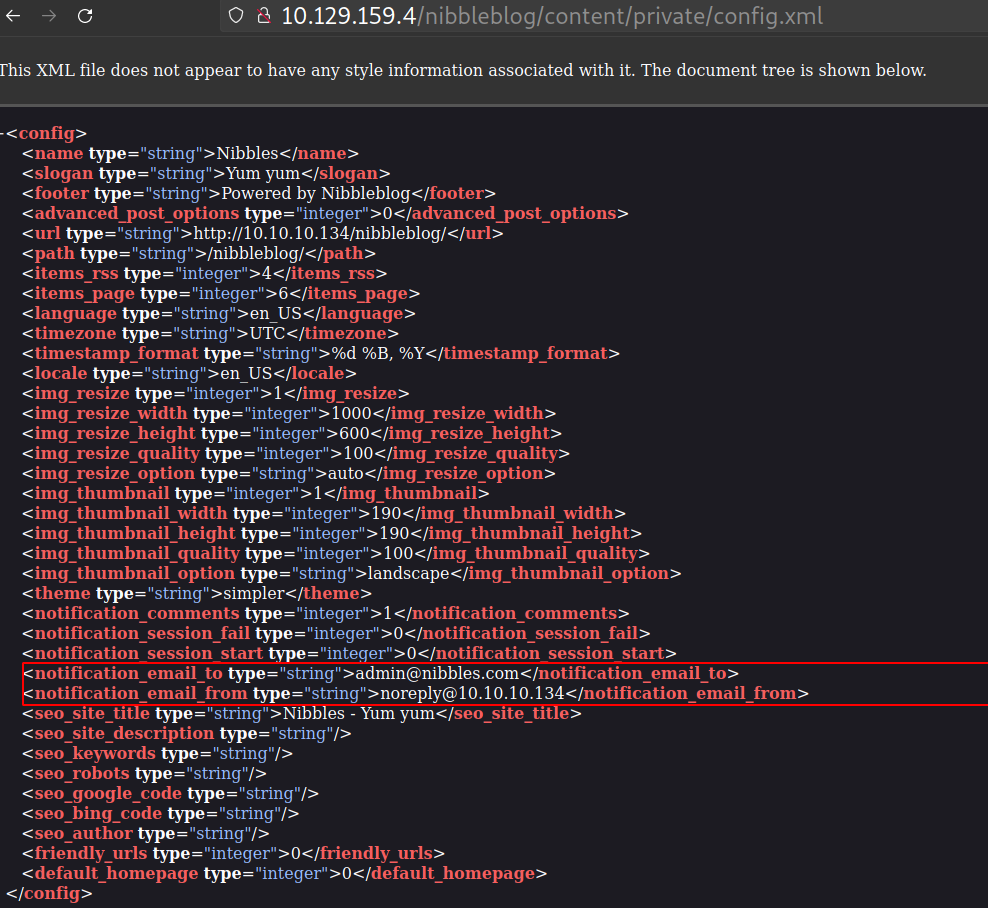 10.129.159.4/nibbleblog/content/private/config.xml
This XML file does not appear to have any style information associated with it. The document tree is shown below.
-<config>
<name type="string">Nibbles</name>
<slogan type="string">Yum yum</slogan>
<footer type="string">Powered by Nibbleblog</footer>
<advanced_post_options type="integer">0</advanced_post_options>
<url type="string">http://10.10.10.134/nibbleblog/</url>
<path type="string">/nibbleblog/</path>
<items_rss type="integer">4</items_rss>
<items_page type="integer">6</items_page>
<language type="string">en_US</language>
<timezone type="string">UTC</timezone>
<timestamp_format type="string">%d %B, %Y</timestamp_format>
<locale type="string">en_US</locale>
<img_resize type="integer">1</img_resize>
<img_resize_width type="integer">1000</img_resize_width>
<img_resize_height type="integer">600</img_resize_height>
<img_resize_quality type="integer">100</img_resize_quality>
<img_resize_option type="string">auto</img_resize_option>
<img_thumbnail type="integer">1</img_thumbnail>
<img_thumbnail_width type="integer">190</img_thumbnail_width>
<img_thumbnail_height type="integer">190</img_thumbnail_height>
<img_thumbnail_quality type="integer">100</img_thumbnail_quality>
<img_thumbnail_option type="string">landscape</img_thumbnail_option>
<theme type="string">simpler</theme>
<notification_comments type="integer">1</notification_comments>
<notification_session_fail type="integer">0</notification_session_fail>
<notification_session_start type="integer">0</notification_session_start>
<notification_email_to type="string">admin@nibbles.com</notification_email_to>
<notification_email_from type="string">noreply@10.10.10.134</notification_email_from>
<seo_site_title type="string">Nibbles - Yum yum</seo_site_title>
<seo_site_description type="string"/>
<seo_keywords type="string"/>
<seo_robots type="string"/>
<seo_google_code type="string"/>
<seo_bing_code type="string"/>
<seo_author type="string"/>
<friendly_urls type="integer">0</friendly_urls>
<default_homepage type="integer">0</default_homepage>
</config>